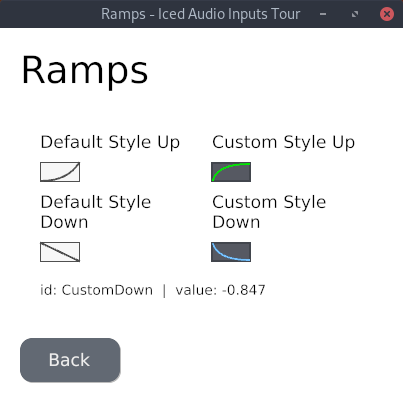 Ramps - Iced Audio Inputs Tour
Ramps
Default Style Up
Custom Style Up
Default Style
Down
Custom Style
Down
id: CustomDown | value: -0.847
Back